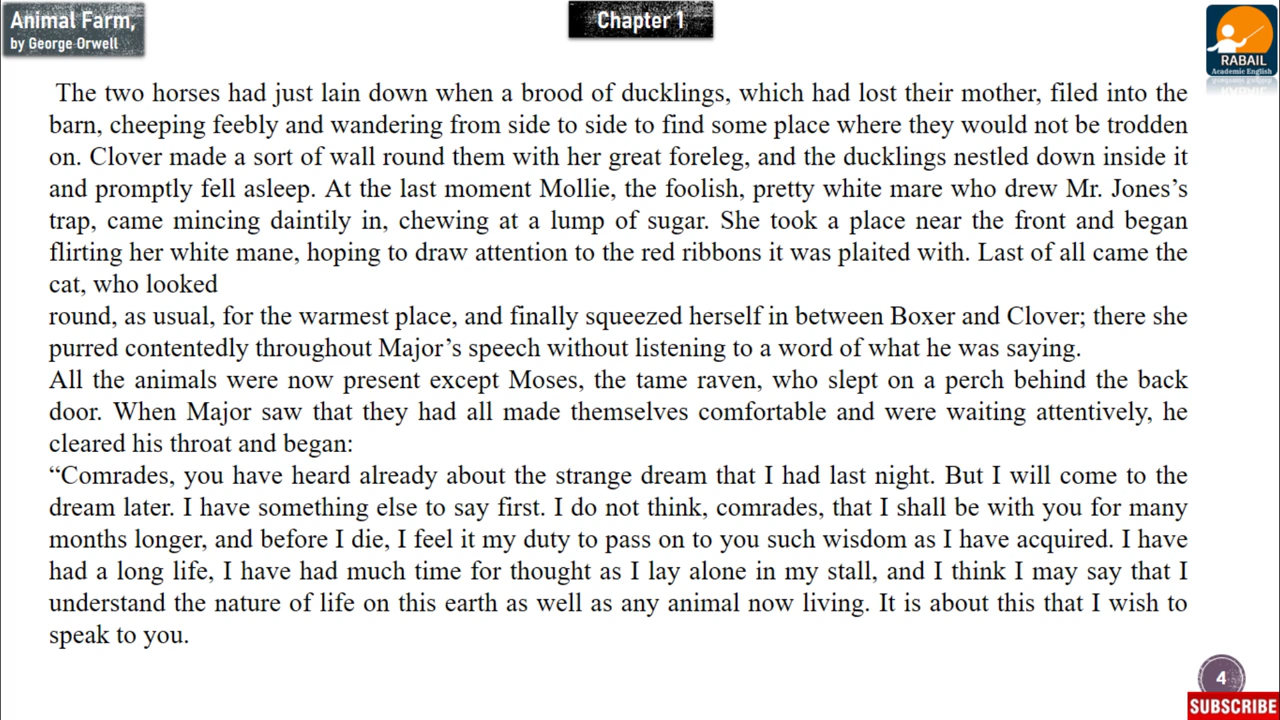 Animal Farm,
by George Orwell
Chapter 1
RABAIL
Academic English
The two horses had just lain down when a brood of ducklings, which had lost their mother, filed into the
barn, cheeping feebly and wandering from side to side to find some place where they would not be trodden
on. Clover made a sort of wall round them with her great foreleg, and the ducklings nestled down inside it
and promptly fell asleep. At the last moment Mollie, the foolish, pretty white mare who drew Mr. Jones’s
trap, came mincing daintily in, chewing at a lump of sugar. She took a place near the front and began
flirting her white mane, hoping to draw attention to the red ribbons it was plaited with. Last of all came the
cat, who looked
round, as usual, for the warmest place, and finally squeezed herself in between Boxer and Clover; there she
purred contentedly throughout Major’s speech without listening to a word of what he was saying.
All the animals were now present except Moses, the tame raven, who slept on a perch behind the back
door. When Major saw that they had all made themselves comfortable and were waiting attentively, he
cleared his throat and began:
“Comrades, you have heard already about the strange dream that I had last night. But I will come to the
dream later. I have something else to say first. I do not think, comrades, that I shall be with you for many
months longer, and before I die, I feel it my duty to pass on to you such wisdom as I have acquired. I have
had a long life, I have had much time for thought as I lay alone in my stall, and I think I may say that I
understand the nature of life on this earth as well as any animal now living. It is about this that I wish to
speak to you.
4
SUBSCRIBE